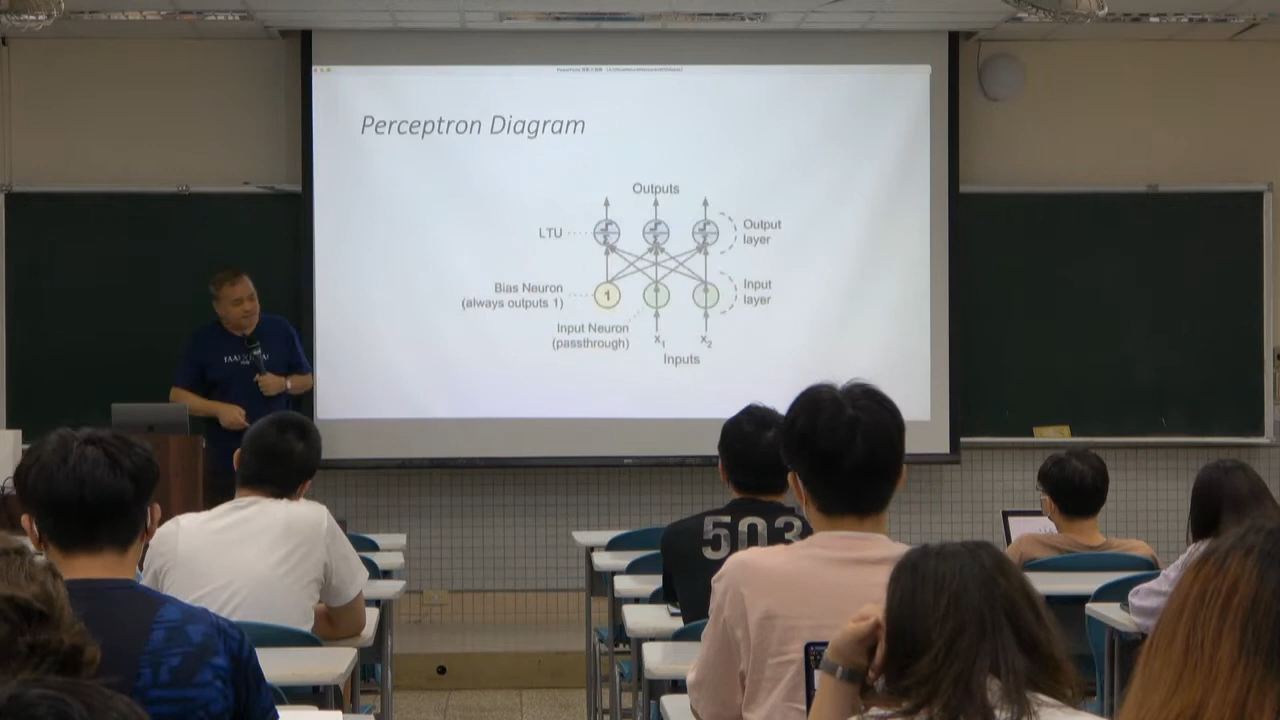 Perceptron Diagram
Outputs
LTU
Output
layer
Bias Neuron
(always outputs 1)
1
Input
layer
Input Neuron
(passthrough)
x1
x2
Inputs
503